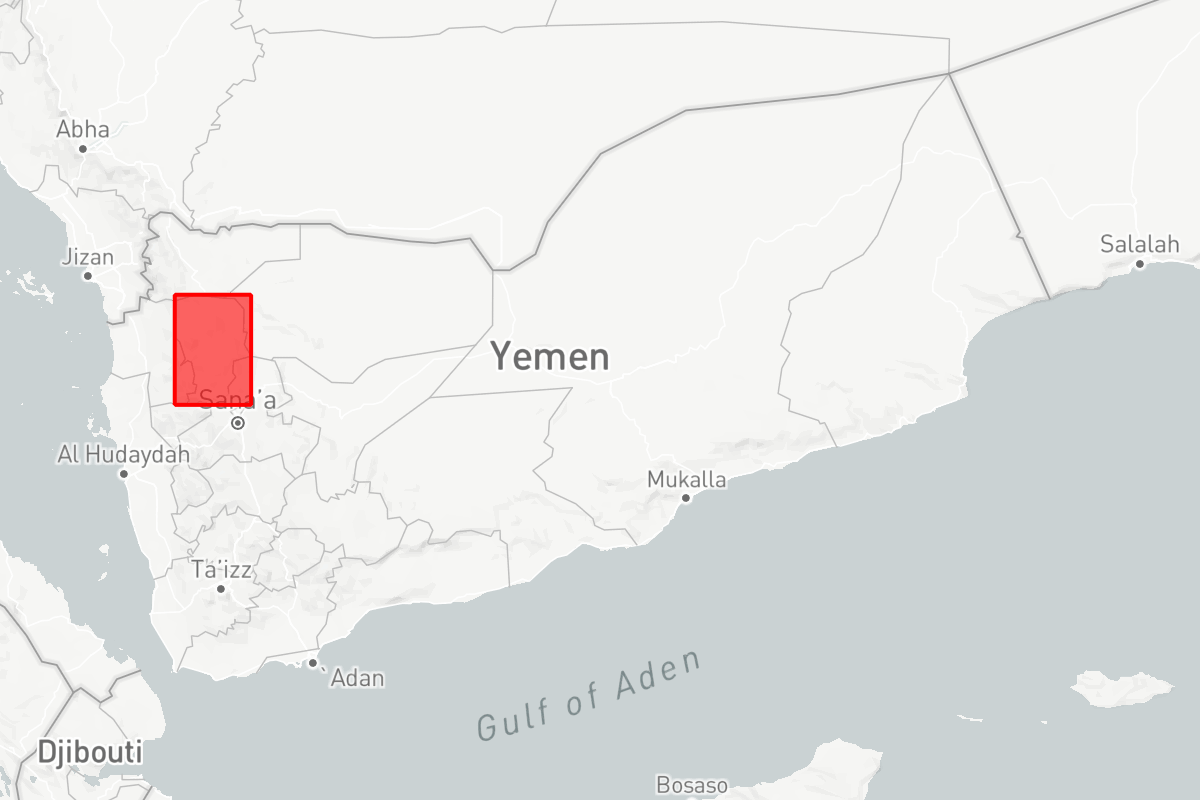 Abha
Jizan
Salalah
Yemen
Sana'a
Al Hudaydah
Mukalla
Ta'izz
`Adan
Gulf of Aden
Djibouti
Bosaso